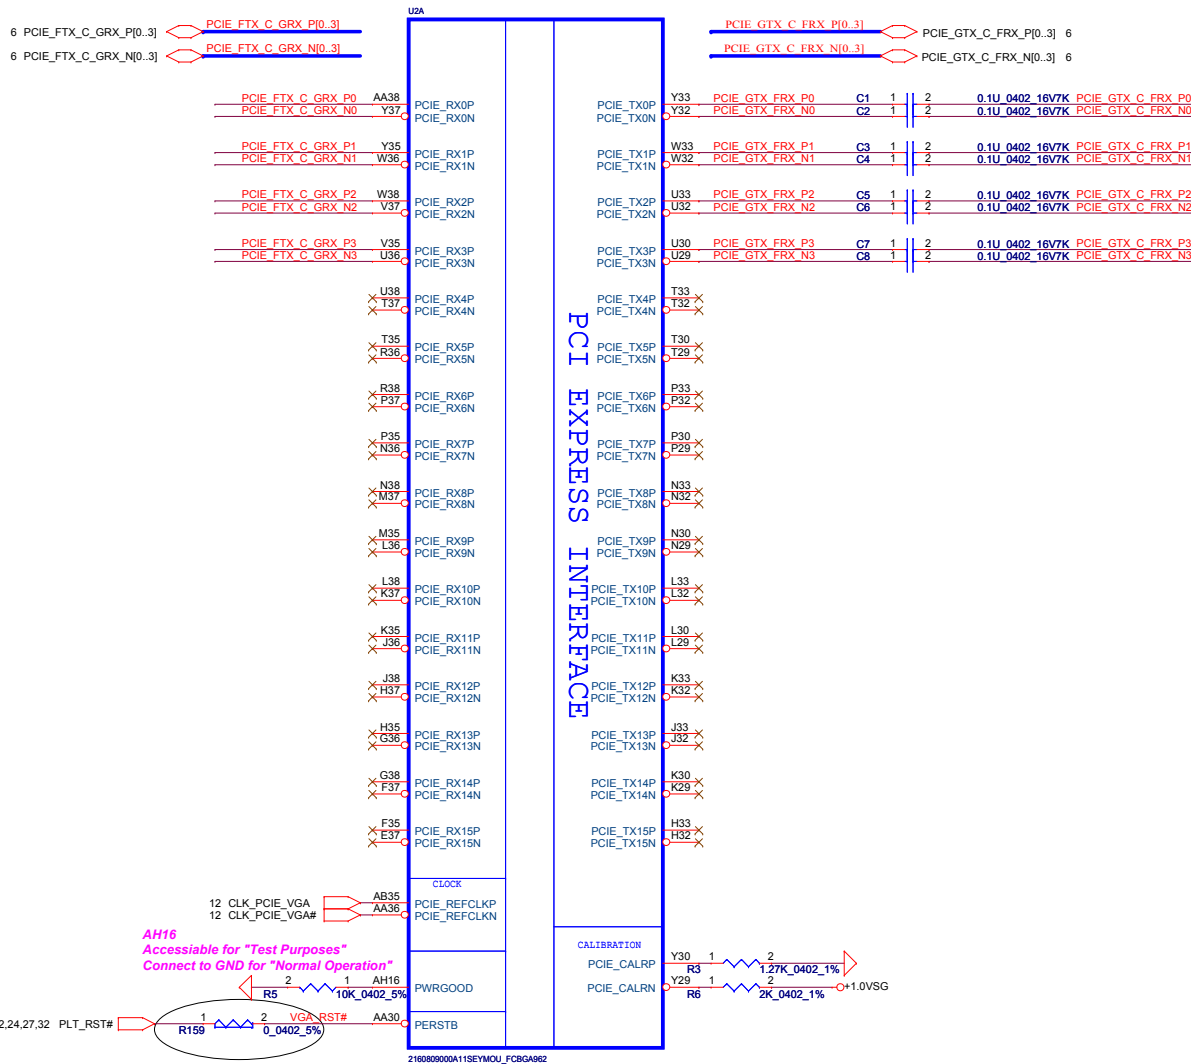 U2A
6 PCIE_FTX_C_GRX_P[0..3] PCIE_FTX_C_GRX_P[0..3] PCIE_GTX_C_FRX_P[0..3] PCIE_GTX_C_FRX_P[0..3] 6
6 PCIE_FTX_C_GRX_N[0..3] PCIE_FTX_C_GRX_N[0..3] PCIE_GTX_C_FRX_N[0..3] PCIE_GTX_C_FRX_N[0..3] 6
PCIE_FTX_C_GRX_P0 AA38 PCIE_RX0P PCIE_TX0P Y33 PCIE_GTX_FRX_P0 C1 1 2 0.1U_0402_16V7K PCIE_GTX_C_FRX_P0
PCIE_FTX_C_GRX_N0 Y37 PCIE_RX0N PCIE_TX0N Y32 PCIE_GTX_FRX_N0 C2 1 2 0.1U_0402_16V7K PCIE_GTX_C_FRX_N0
PCIE_FTX_C_GRX_P1 Y35 PCIE_RX1P PCIE_TX1P W33 PCIE_GTX_FRX_P1 C3 1 2 0.1U_0402_16V7K PCIE_GTX_C_FRX_P1
PCIE_FTX_C_GRX_N1 W36 PCIE_RX1N PCIE_TX1N W32 PCIE_GTX_FRX_N1 C4 1 2 0.1U_0402_16V7K PCIE_GTX_C_FRX_N1
PCIE_FTX_C_GRX_P2 W38 PCIE_RX2P PCIE_TX2P U33 PCIE_GTX_FRX_P2 C5 1 2 0.1U_0402_16V7K PCIE_GTX_C_FRX_P2
PCIE_FTX_C_GRX_N2 V37 PCIE_RX2N PCIE_TX2N U32 PCIE_GTX_FRX_N2 C6 1 2 0.1U_0402_16V7K PCIE_GTX_C_FRX_N2
PCIE_FTX_C_GRX_P3 V35 PCIE_RX3P PCIE_TX3P U30 PCIE_GTX_FRX_P3 C7 1 2 0.1U_0402_16V7K PCIE_GTX_C_FRX_P3
PCIE_FTX_C_GRX_N3 U36 PCIE_RX3N PCIE_TX3N U29 PCIE_GTX_FRX_N3 C8 1 2 0.1U_0402_16V7K PCIE_GTX_C_FRX_N3
U38 PCIE_RX4P PCIE_TX4P T33
T37 PCIE_RX4N PCIE_TX4N T32
T35 PCIE_RX5P PCIE_TX5P T30
R36 PCIE_RX5N PCIE_TX5N T29
R38 PCIE_RX6P PCIE_TX6P P33
P37 PCIE_RX6N PCIE_TX6N P32
P35 PCIE_RX7P PCIE_TX7P P30
N36 PCIE_RX7N PCIE_TX7N P29
N38 PCIE_RX8P PCIE_TX8P N33
M37 PCIE_RX8N PCIE_TX8N N32
M35 PCIE_RX9P PCIE_TX9P N30
L36 PCIE_RX9N PCIE_TX9N N29
L38 PCIE_RX10P PCIE_TX10P L33
K37 PCIE_RX10N PCIE_TX10N L32
K35 PCIE_RX11P PCIE_TX11P L30
J36 PCIE_RX11N PCIE_TX11N L29
J38 PCIE_RX12P PCIE_TX12P K33
H37 PCIE_RX12N PCIE_TX12N K32
H35 PCIE_RX13P PCIE_TX13P J33
G36 PCIE_RX13N PCIE_TX13N J32
G38 PCIE_RX14P PCIE_TX14P K30
F37 PCIE_RX14N PCIE_TX14N K29
F35 PCIE_RX15P PCIE_TX15P H33
E37 PCIE_RX15N PCIE_TX15N H32
PCI EXPRESS INTERFACE
CLOCK
12 CLK_PCIE_VGA AB35 PCIE_REFCLKP
12 CLK_PCIE_VGA# AA36 PCIE_REFCLKN
AH16
Accessiable for "Test Purposes"
Connect to GND for "Normal Operation"
CALIBRATION
PCIE_CALRP Y30 1 R3 2 1.27K_0402_1%
PCIE_CALRN Y29 1 R6 2 2K_0402_1% +1.0VSG
2 R5 1 10K_0402_5% AH16 PWRGOOD
2,24,27,32 PLT_RST# 1 R159 2 0_0402_5% VGA_RST# AA30 PERSTB
2160809000A11SEYMOU_FCBGA962